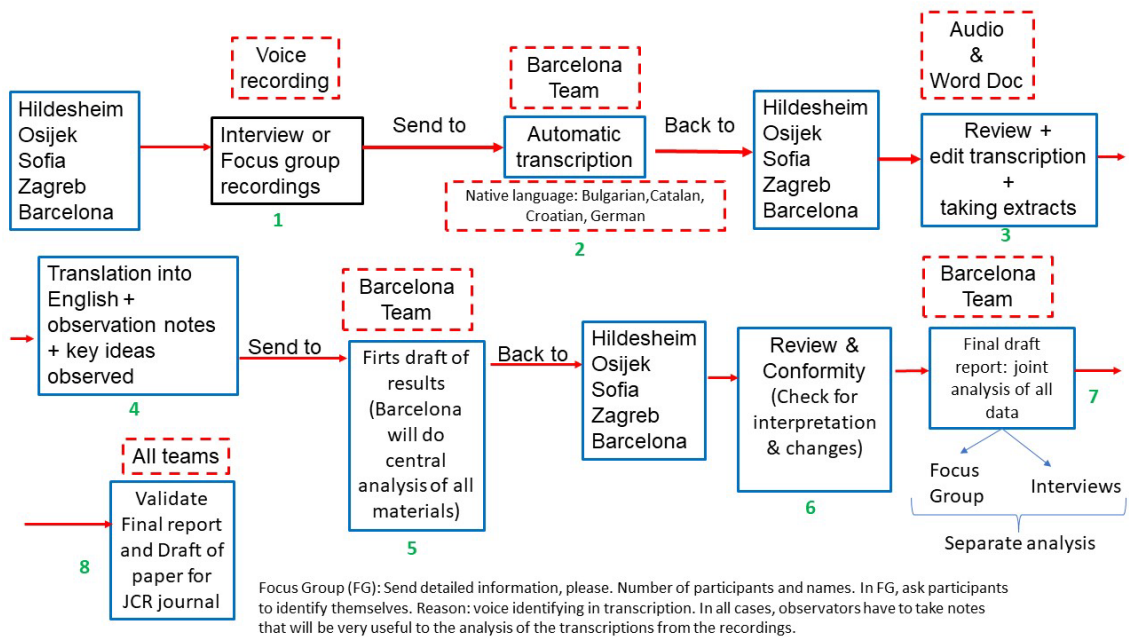 Hildesheim
Osijek
Sofia
Zagreb
Barcelona
Voice
recording
Interview or
Focus group
recordings
1
Send to
Barcelona
Team
Automatic
transcription
Native language: Bulgarian,Catalan,
Croatian, German
2
Back to
Hildesheim
Osijek
Sofia
Zagreb
Barcelona
Audio
&
Word Doc
Review +
edit transcription
+
taking extracts
3
Translation into
English +
observation notes
+ key ideas
observed
4
Send to
Barcelona
Team
Firts draft of
results
(Barcelona
will do
central
analysis of all
materials)
5
Back to
Hildesheim
Osijek
Sofia
Zagreb
Barcelona
Review &
Conformity
(Check for
interpretation
& changes)
6
Barcelona
Team
Final draft
report: joint
analysis of all
data
7
Focus
Group
Interviews
Separate analysis
All teams
Validate
Final report
and Draft of
paper for
JCR journal
8
Focus Group (FG): Send detailed information, please. Number of participants and names. In FG, ask participants
to identify themselves. Reason: voice identifying in transcription. In all cases, observators have to take notes
that will be very useful to the analysis of the transcriptions from the recordings.